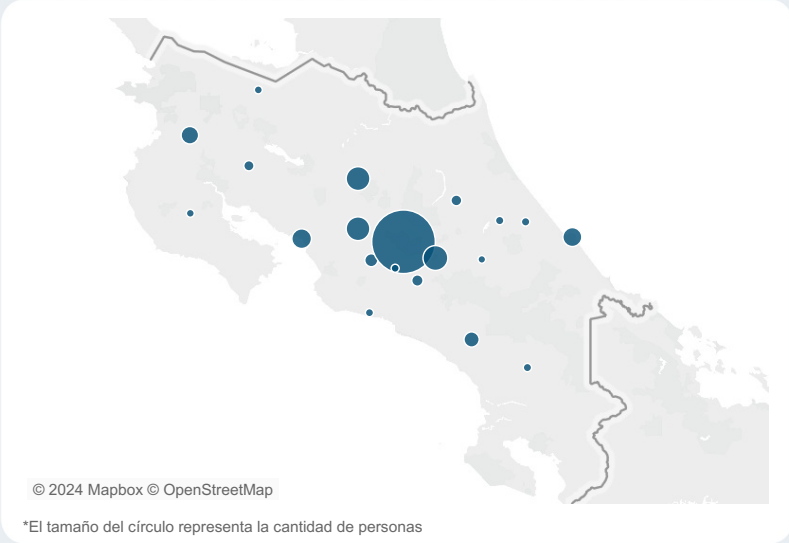 © 2024 Mapbox © OpenStreetMap
*El tamaño del círculo representa la cantidad de personas